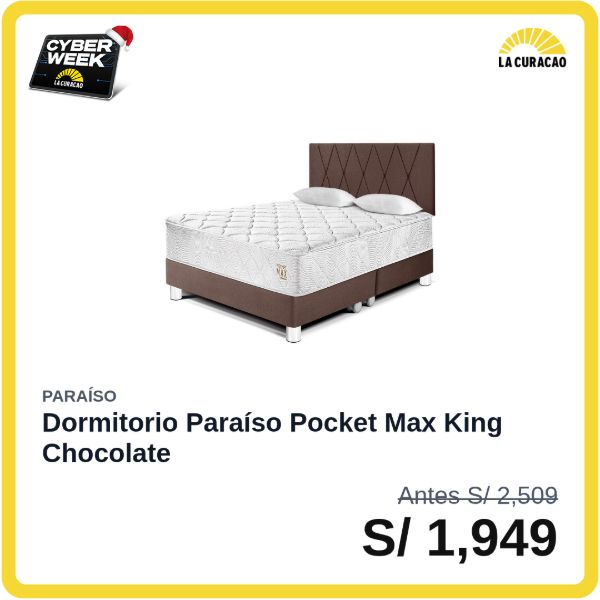 CYBER
WEEK
LA CURACAO
LA CURACAO
PARAÍSO
Dormitorio Paraíso Pocket Max King
Chocolate
Antes S/ 2,509
S/ 1,949